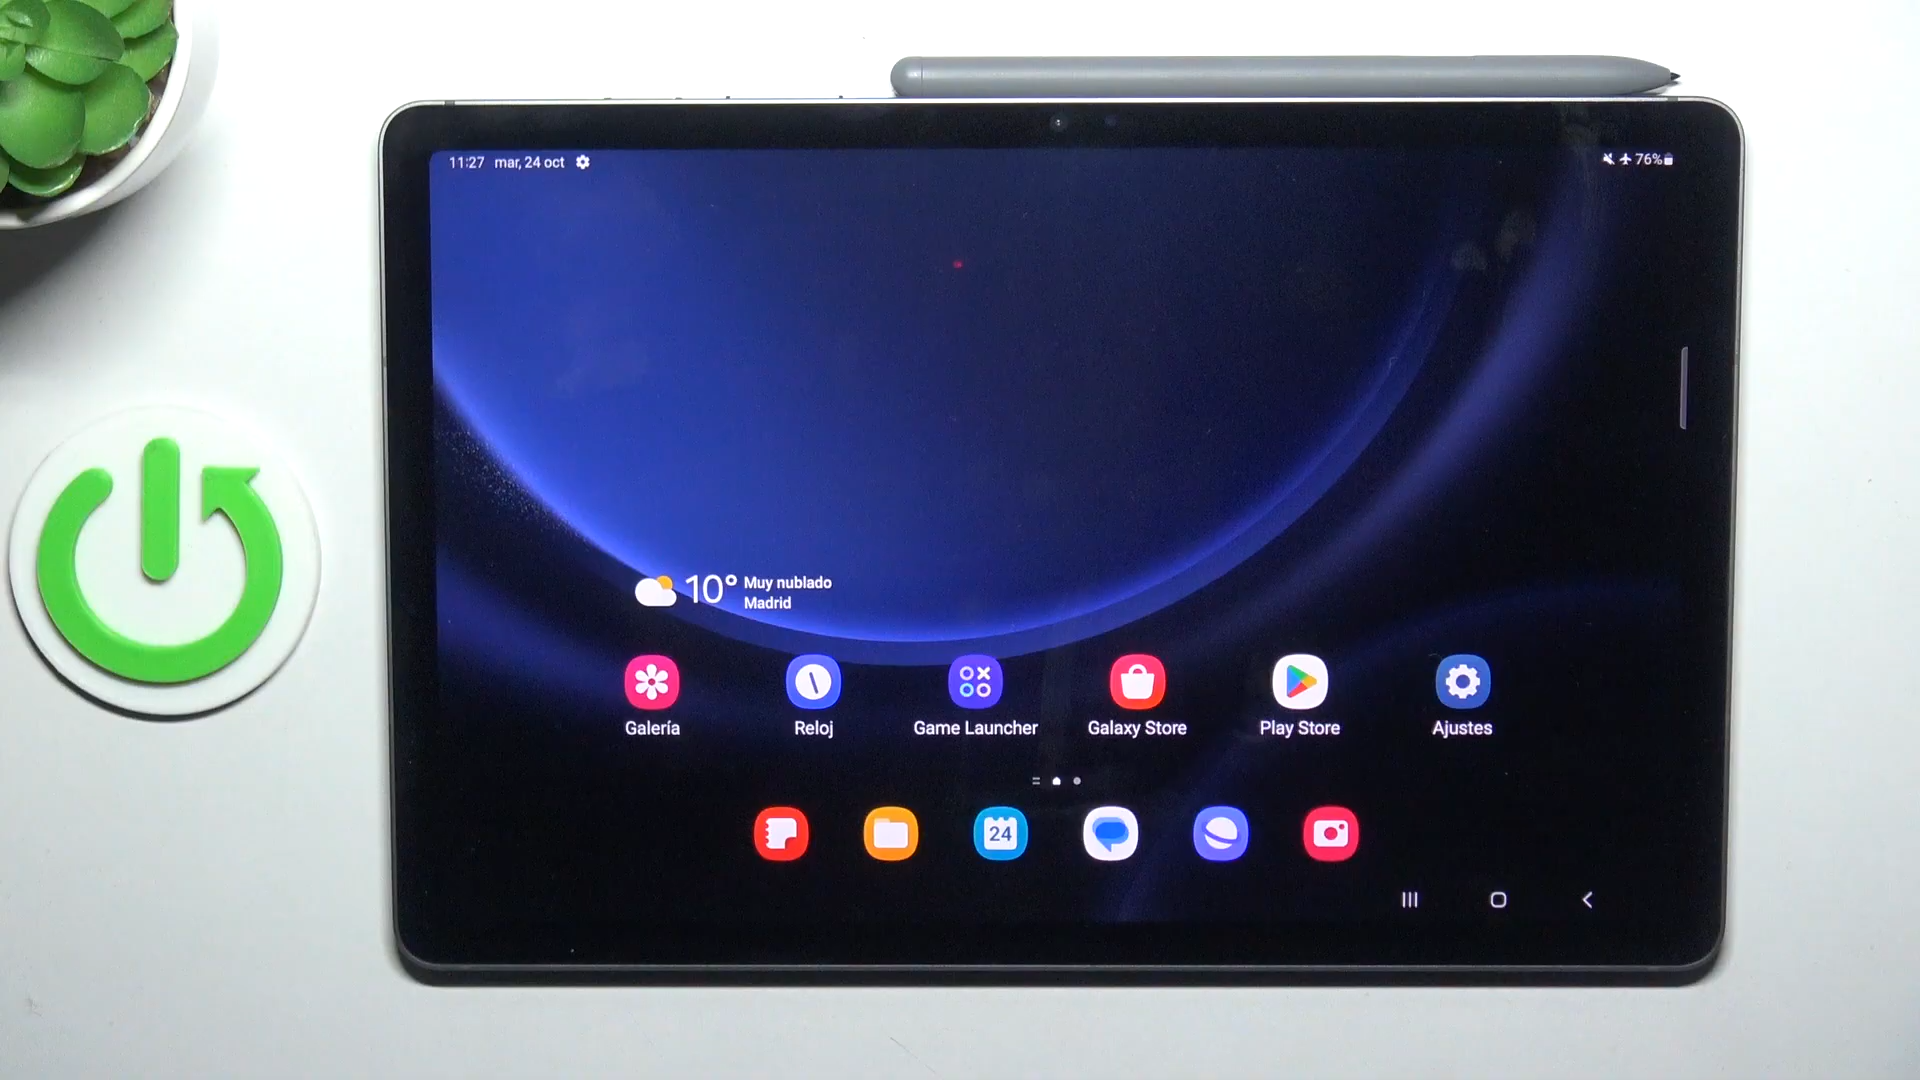 11:27 mar, 24 oct
76%
10° Muy nublado
Madrid
Galería Reloj Game Launcher Galaxy Store Play Store Ajustes
24